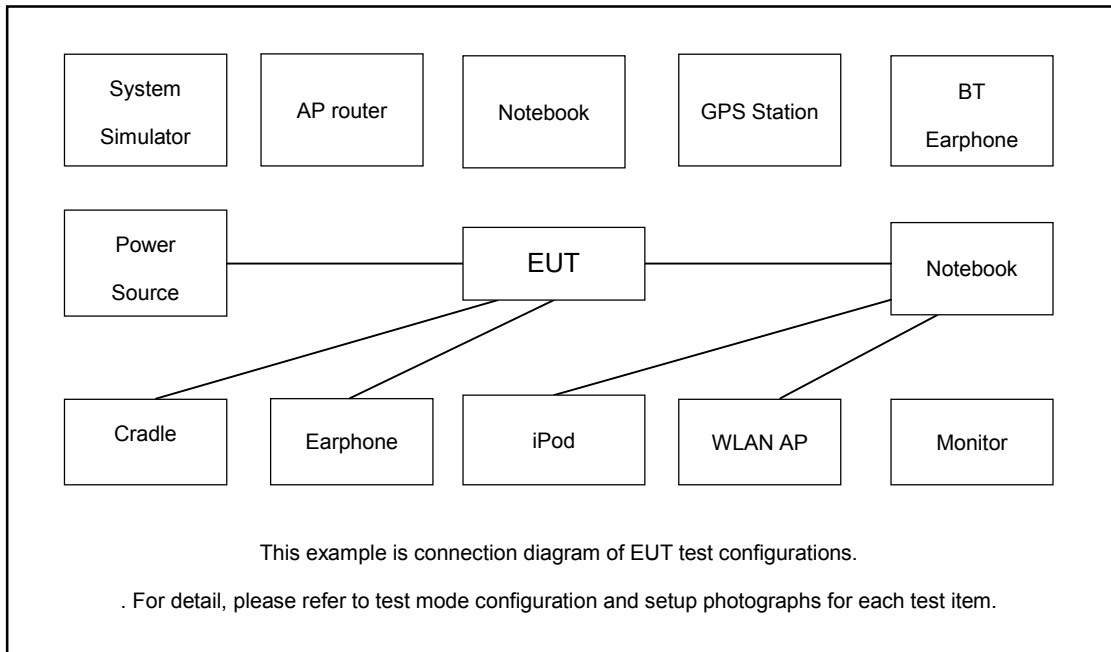 System
Simulator
AP router
Notebook
GPS Station
BT
Earphone
Power
Source
EUT
Notebook
Cradle
Earphone
iPod
WLAN AP
Monitor
This example is connection diagram of EUT test configurations.
. For detail, please refer to test mode configuration and setup photographs for each test item.